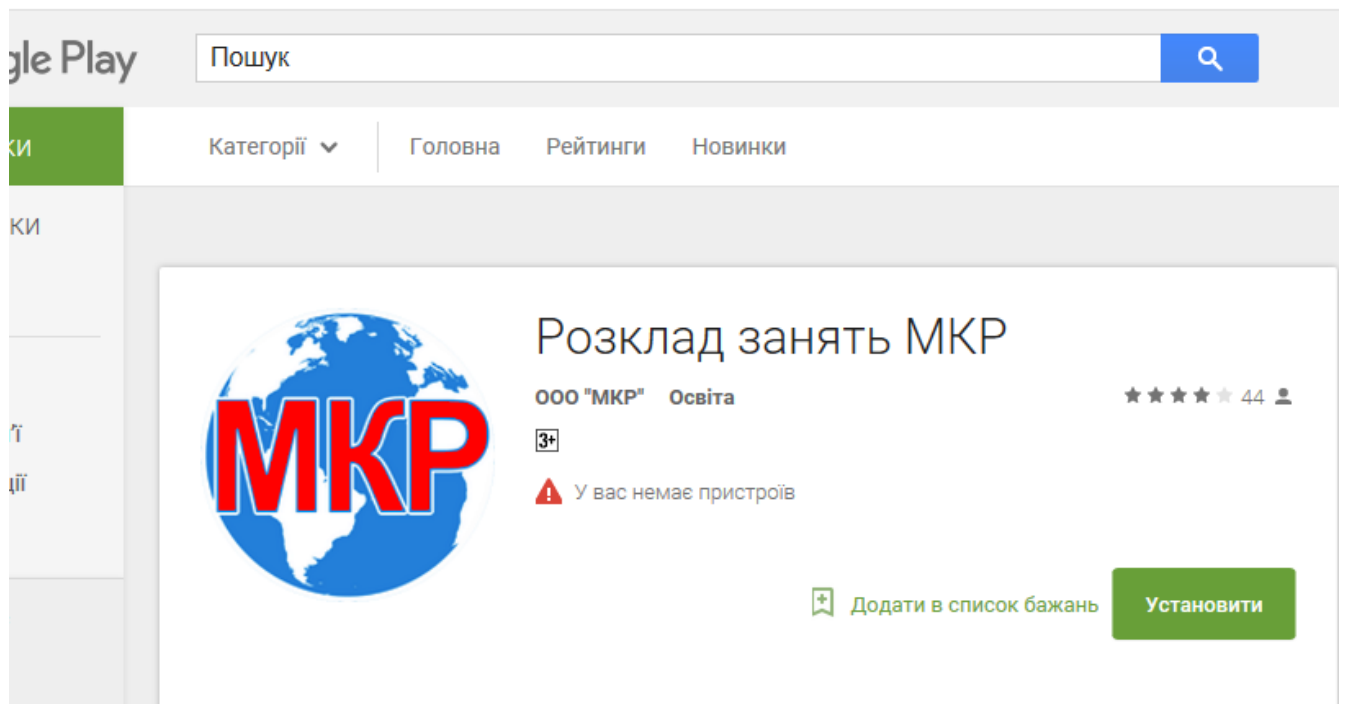 gle Play
Пошук
КИ
Категорії
Головна
Рейтинги
Новинки
КИ
'ї
ії
МКР
Розклад занять МКР
ООО "МКР" Освіта
44
3+
У вас немає пристроїв
Додати в список бажань
Установити